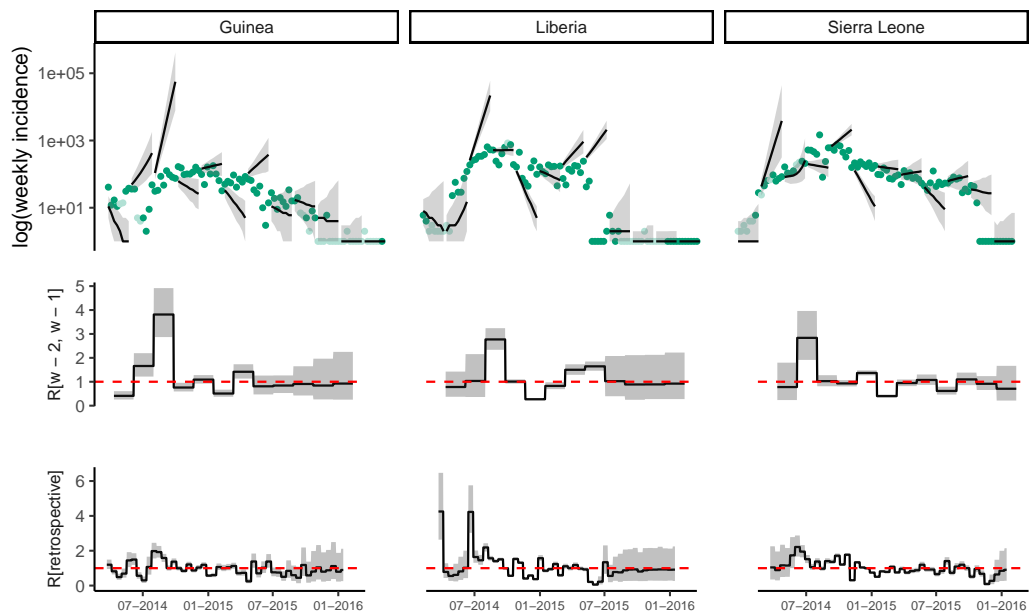 Guinea
Liberia
Sierra Leone
log(weekly incidence)
1e+05
1e+03
1e+01
R[w − 2, w − 1]
5
4
3
2
1
0
R[retrospective]
6
4
2
0
07−2014
01−2015
07−2015
01−2016
07−2014
01−2015
07−2015
01−2016
07−2014
01−2015
07−2015
01−2016